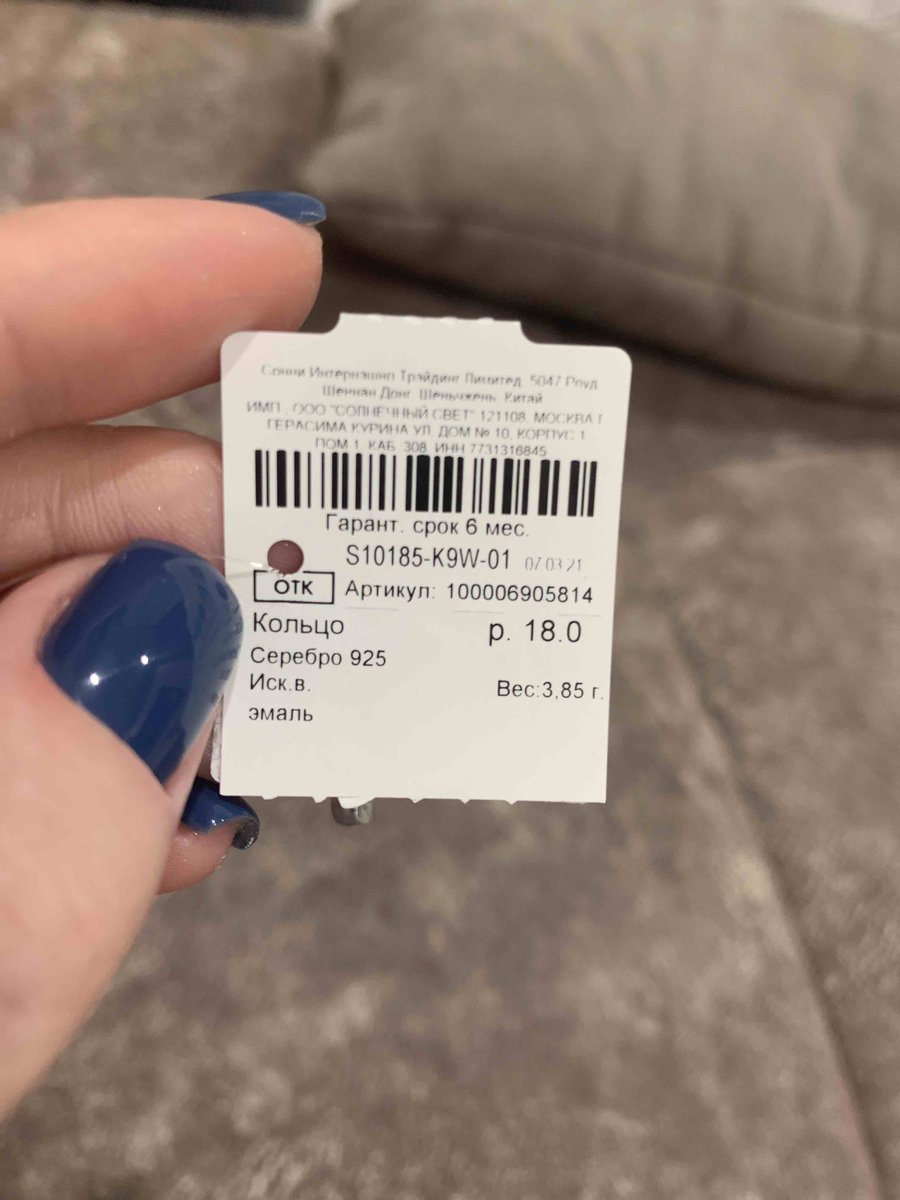 Сонни Интернэшнл Трэйдинг Лимитед, 5047 Роуд
Шеннан Донг, Шеньчжень, Китай
ИМП.: ООО "СОЛНЕЧНЫЙ СВЕТ" 121108, МОСКВА Г
ГЕРАСИМА КУРИНА УЛ, ДОМ № 10, КОРПУС 1
ПОМ 1, КАБ. 308, ИНН 7731316845
Гарант. срок 6 мес.
S10185-K9W-01 07.03.21
ОТК Артикул: 100006905814
Кольцо р. 18.0
Серебро 925
Иск.в. Вес:3,85 г.
эмаль